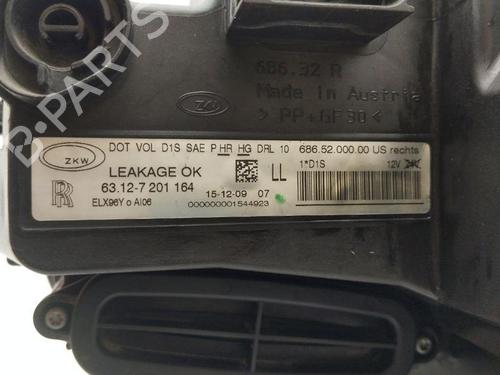 B-PARTS
686.32 R
Made in Austria
ZKW
> PP+GF30 <
ZKW
DOT VOL D1S SAE P HR HG DRL 10 686.52.000.00 US rechts
LEAKAGE OK
LL
1*D1S
12V 24V
RR
63.12-7 201 164
15-12-09 07
ELX96Y o AI06
000000001544923